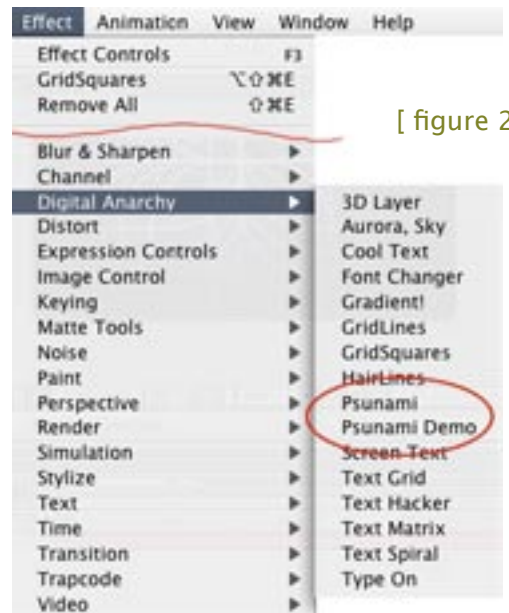 Effect Animation View Window Help
Effect Controls F3
GridSquares ⌥⇧⌘E
Remove All ⇧⌘E
[ figure 2
Blur & Sharpen
Channel
Digital Anarchy
Distort
Expression Controls
Image Control
Keying
Matte Tools
Noise
Paint
Perspective
Render
Simulation
Stylize
Text
Time
Transition
Trapcode
Video
3D Layer
Aurora, Sky
Cool Text
Font Changer
Gradient!
GridLines
GridSquares
HairLines
Psunami
Psunami Demo
Screen Text
Text Grid
Text Hacker
Text Matrix
Text Spiral
Type On